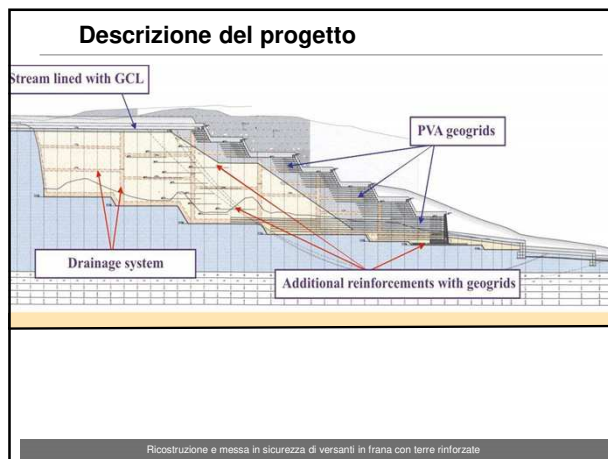 Descrizione del progetto
Stream lined with GCL
PVA geogrids
Drainage system
Additional reinforcements with geogrids
Ricostruzione e messa in sicurezza di versanti in frana con terre rinforzate